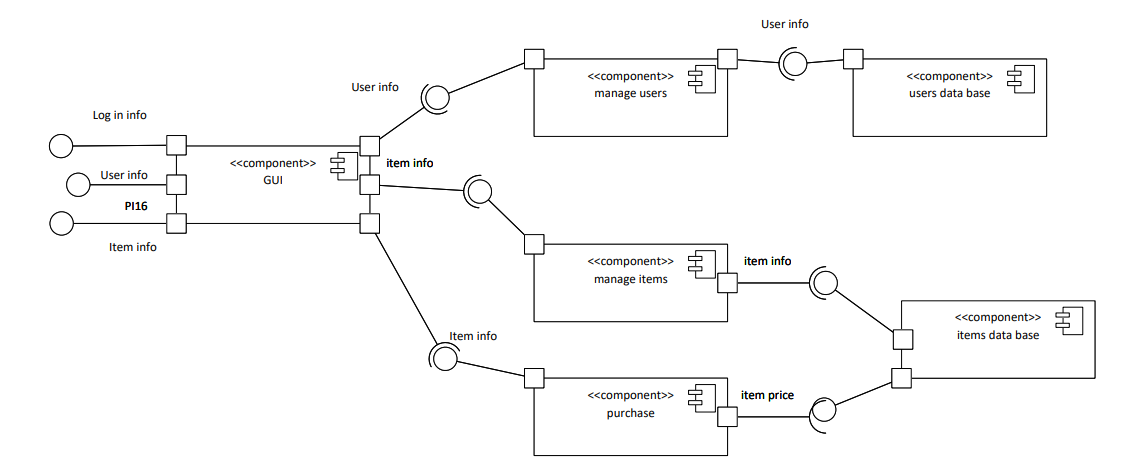 User info
<<component>>
manage users
<<component>>
users data base
User info
Log in info
<<component>>
GUI
item info
User info
PI16
Item info
<<component>>
manage items
item info
<<component>>
items data base
Item info
<<component>>
purchase
item price